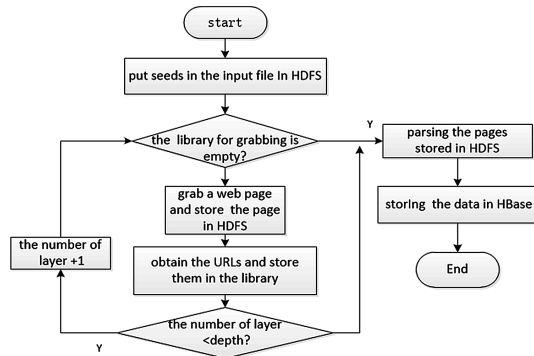 start
put seeds in the input file In HDFS
the library for grabbing is
empty?
Y
parsing the pages
stored in HDFS
grab a web page
and store the page
in HDFS
storing the data in HBase
the number of
layer +1
obtain the URLs and store
them in the library
End
the number of layer
<depth?
Y